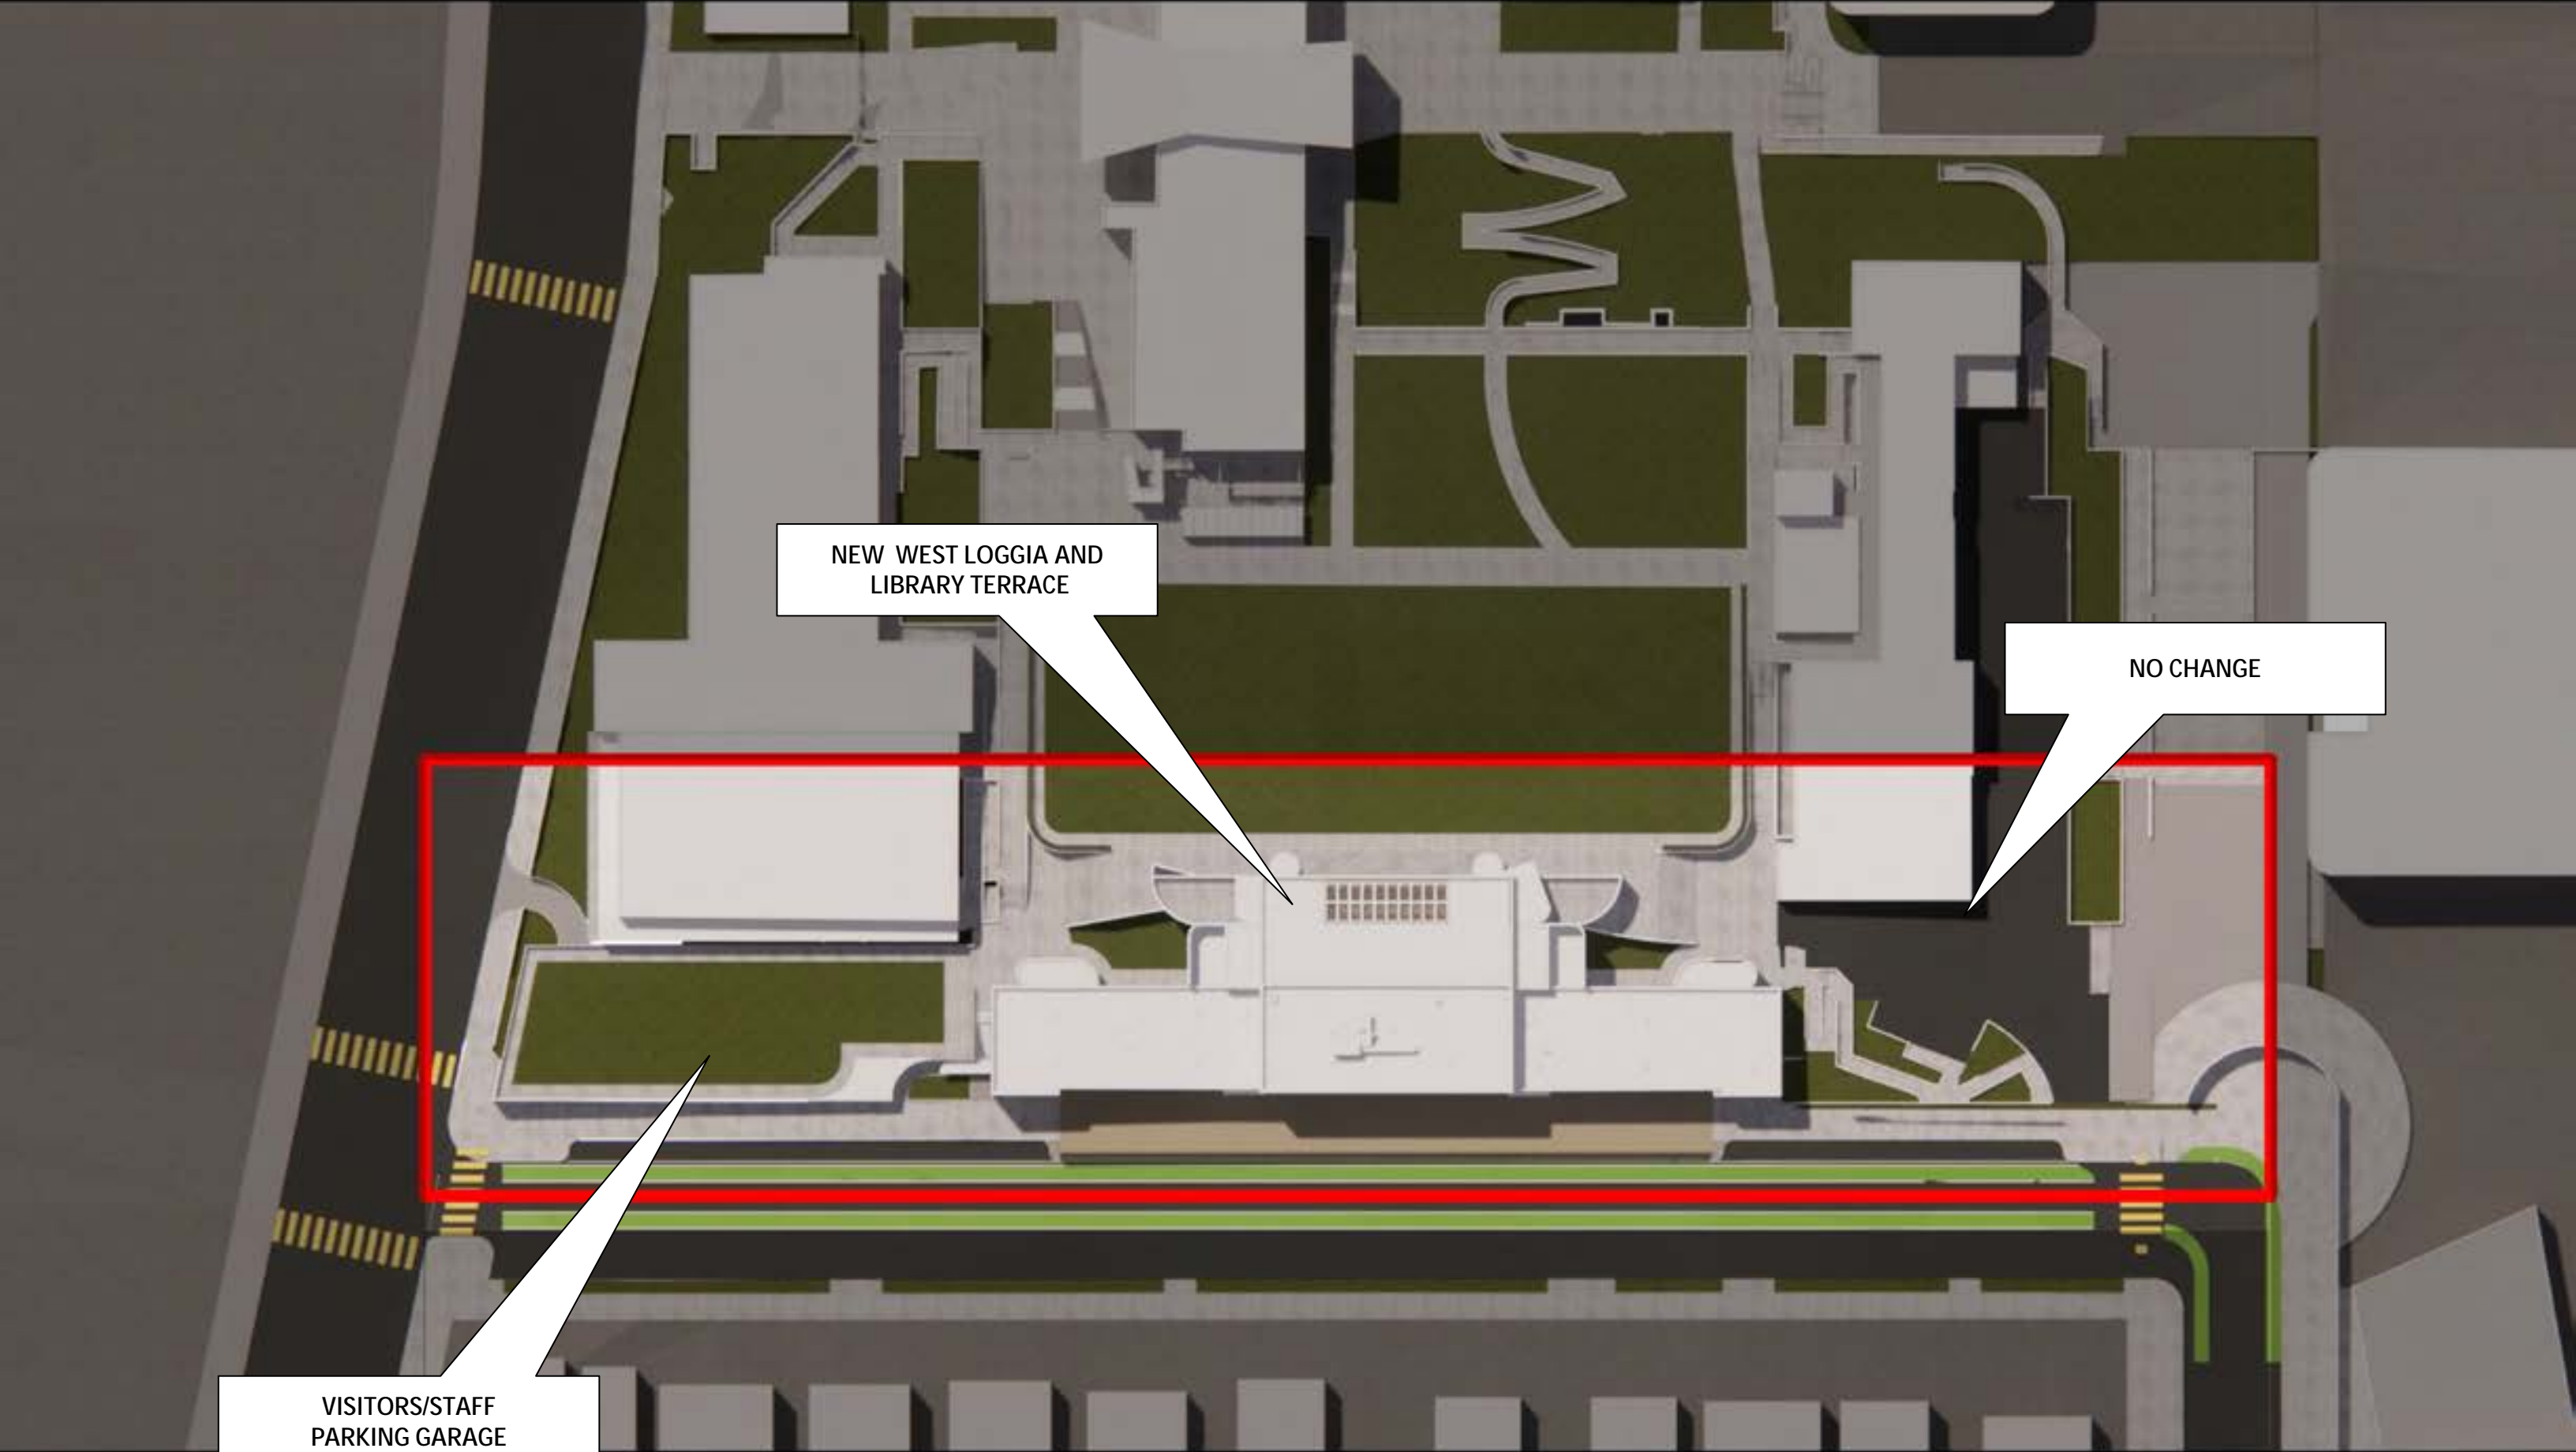 NEW  WEST LOGGIA AND
LIBRARY TERRACE
NO CHANGE
VISITORS/STAFF
PARKING GARAGE